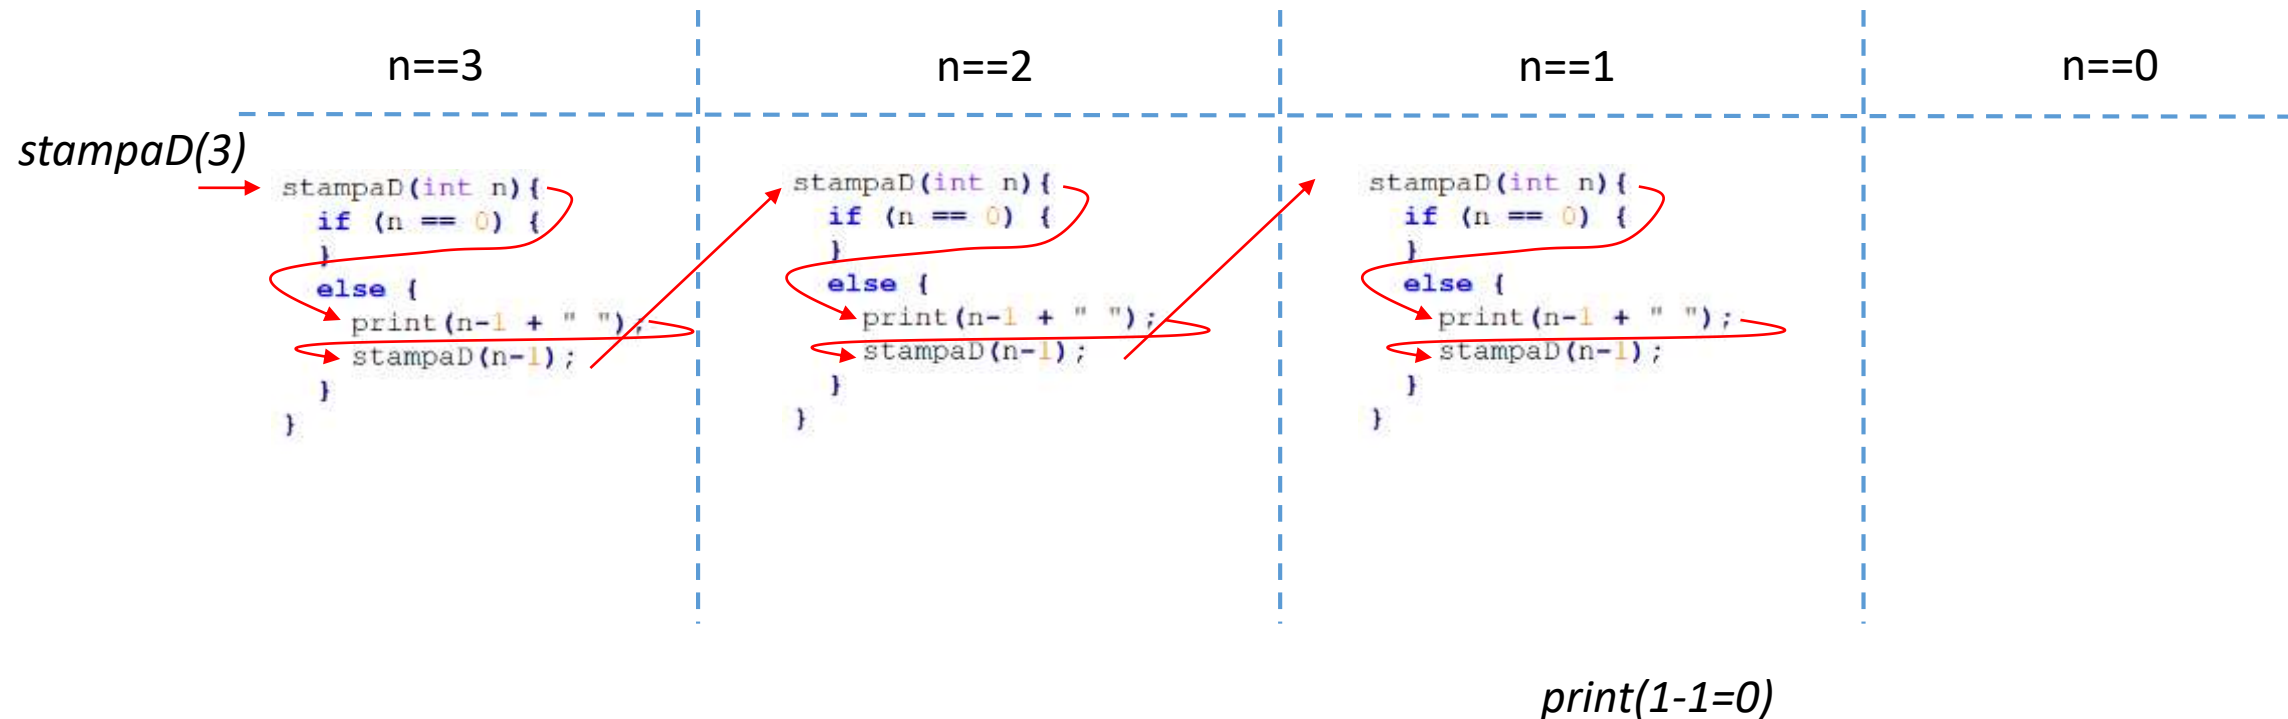 n==3 n==2 n==1 n==0
stampaD(3)
stampaD(int n){
if (n == 0) {
}
else {
print(n-1 + " ");
stampaD(n-1);
}
}
stampaD(int n){
if (n == 0) {
}
else {
print(n-1 + " ");
stampaD(n-1);
}
}
stampaD(int n){
if (n == 0) {
}
else {
print(n-1 + " ");
stampaD(n-1);
}
}
print(1-1=0)